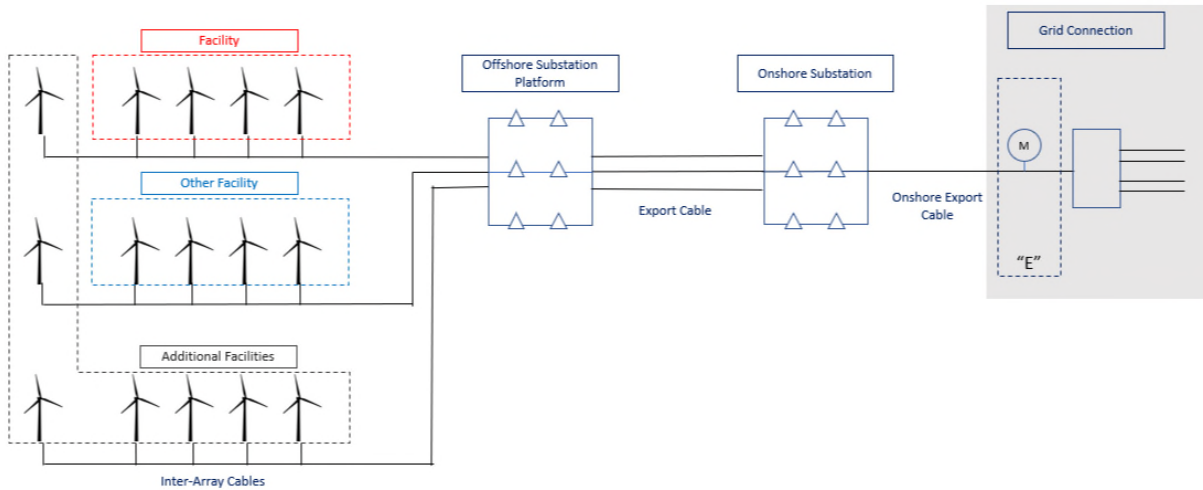 Facility
Offshore Substation
Platform
Onshore Substation
Grid Connection
M
Other Facility
Export Cable
Onshore Export
Cable
“E”
Additional Facilities
Inter-Array Cables